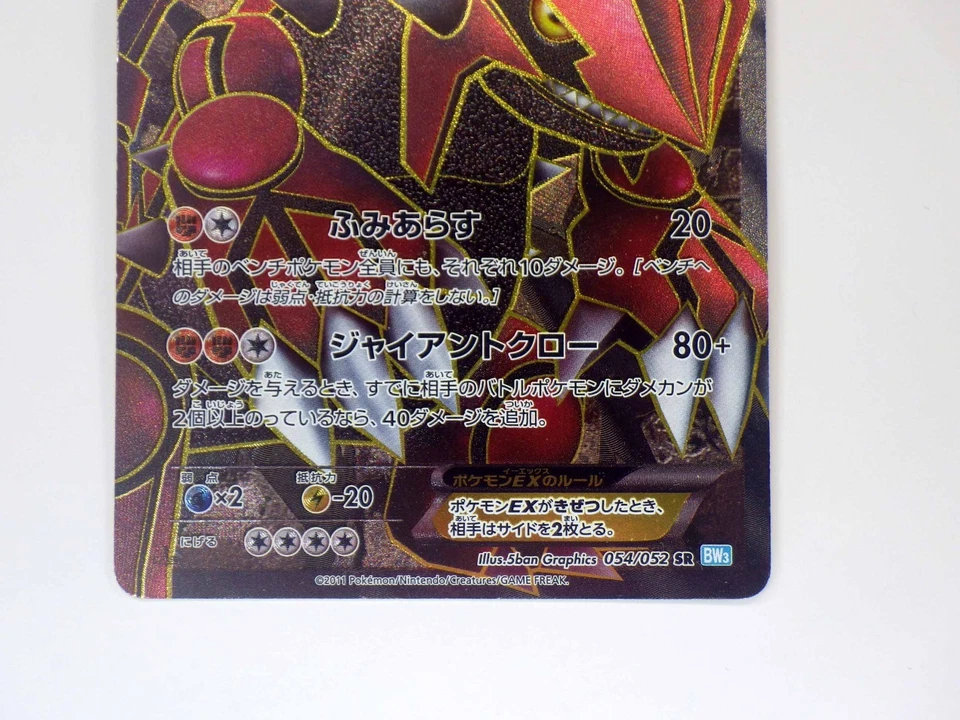 ふみあらす 20
相手のベンチポケモン全員にも、それぞれ10ダメージ。[ベンチへ
のダメージは弱点・抵抗力の計算をしない。]
ジャイアントクロー 80+
ダメージを与えるとき、すでに相手のバトルポケモンにダメカンが
2個以上のっているなら、40ダメージを追加。
弱点 抵抗力
×2 -20
にげる
ポケモンEXのルール
ポケモンEXがきぜつしたとき、
相手はサイドを2枚とる。
Illus.5ban Graphics 054/052 SR BW3
©2011 Pokémon/Nintendo/Creatures/GAME FREAK.